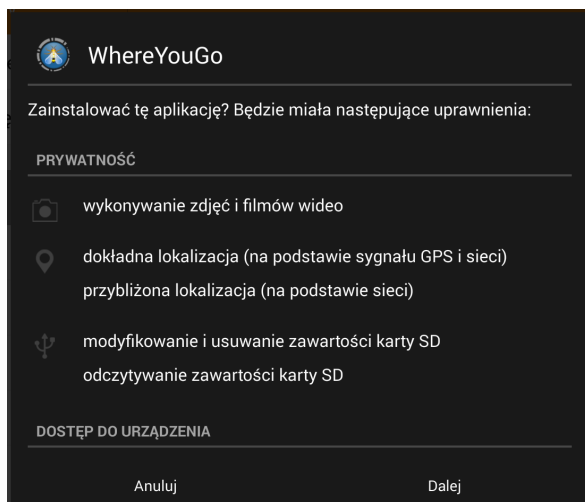 WhereYouGo
Zainstalować tę aplikację? Będzie miała następujące uprawnienia:
PRYWATNOŚĆ
wykonywanie zdjęć i filmów wideo
dokładna lokalizacja (na podstawie sygnału GPS i sieci)
przybliżona lokalizacja (na podstawie sieci)
modyfikowanie i usuwanie zawartości karty SD
odczytywanie zawartości karty SD
DOSTĘP DO URZĄDZENIA
Anuluj
Dalej